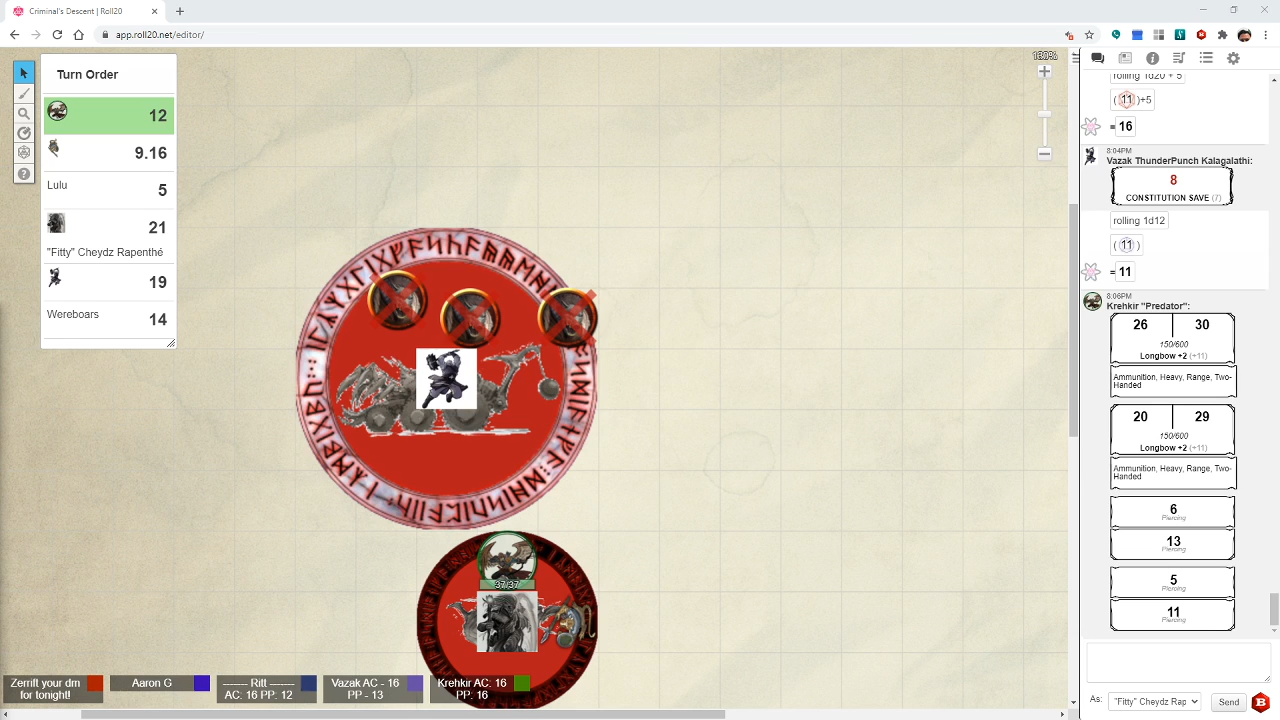 Criminal's Descent | Roll20
app.roll20.net/editor/
Turn Order
12
9.16
Lulu
5
21
"Fitty" Cheydz Rapenthé
19
Wereboars
14
37/37
Zerrift your dm
for tonight!
Aaron G
-------- Ritt --------
AC: 16 PP: 12
Vazak AC - 16
PP - 13
Krehkir AC: 16
PP: 16
130%
rolling 1d20 + 5
(11)+5
=16
8:04PM
Vazak ThunderPunch Kalagalathi:
8
CONSTITUTION SAVE (7)
rolling 1d12
(11)
=11
8:06PM
Krehkir "Predator":
26 30
150/600
Longbow +2 (+11)
Ammunition, Heavy, Range, Two-
Handed
20 29
150/600
Longbow +2 (+11)
Ammunition, Heavy, Range, Two-
Handed
6
Piercing
13
Piercing
5
Piercing
11
Piercing
As: "Fitty" Cheydz Rap Send